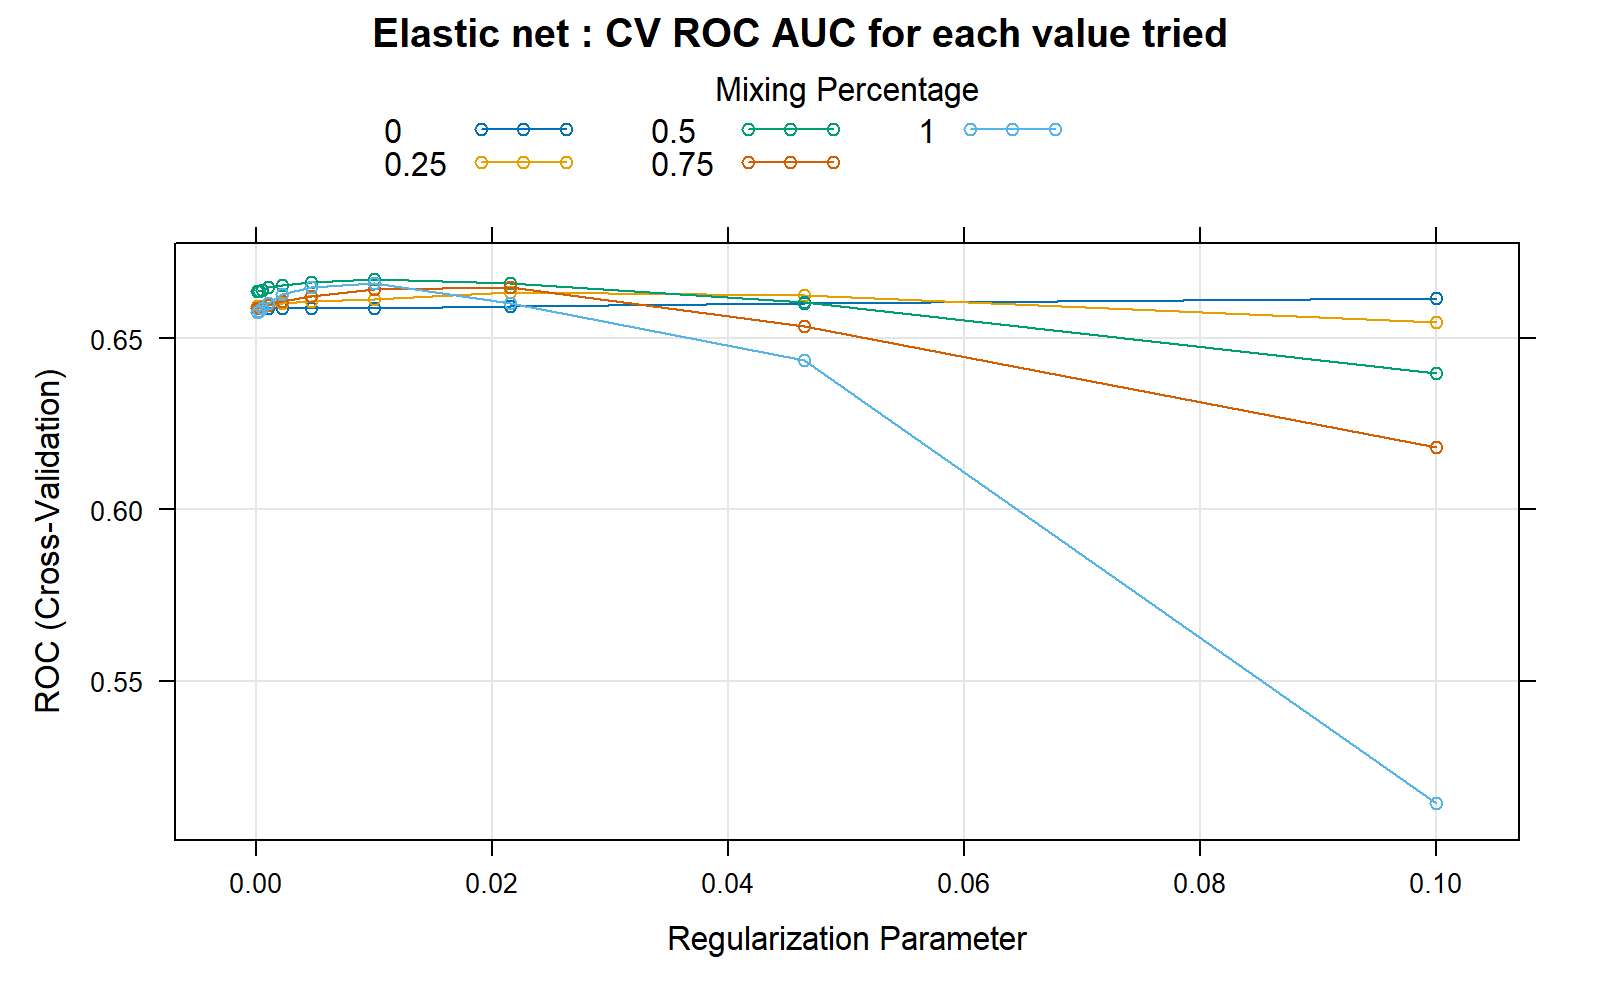 Elastic net : CV ROC AUC for each value tried
Mixing Percentage
0 0.5 1
0.25 0.75
ROC (Cross-Validation)
0.65
0.60
0.55
0.00 0.02 0.04 0.06 0.08 0.10
Regularization Parameter